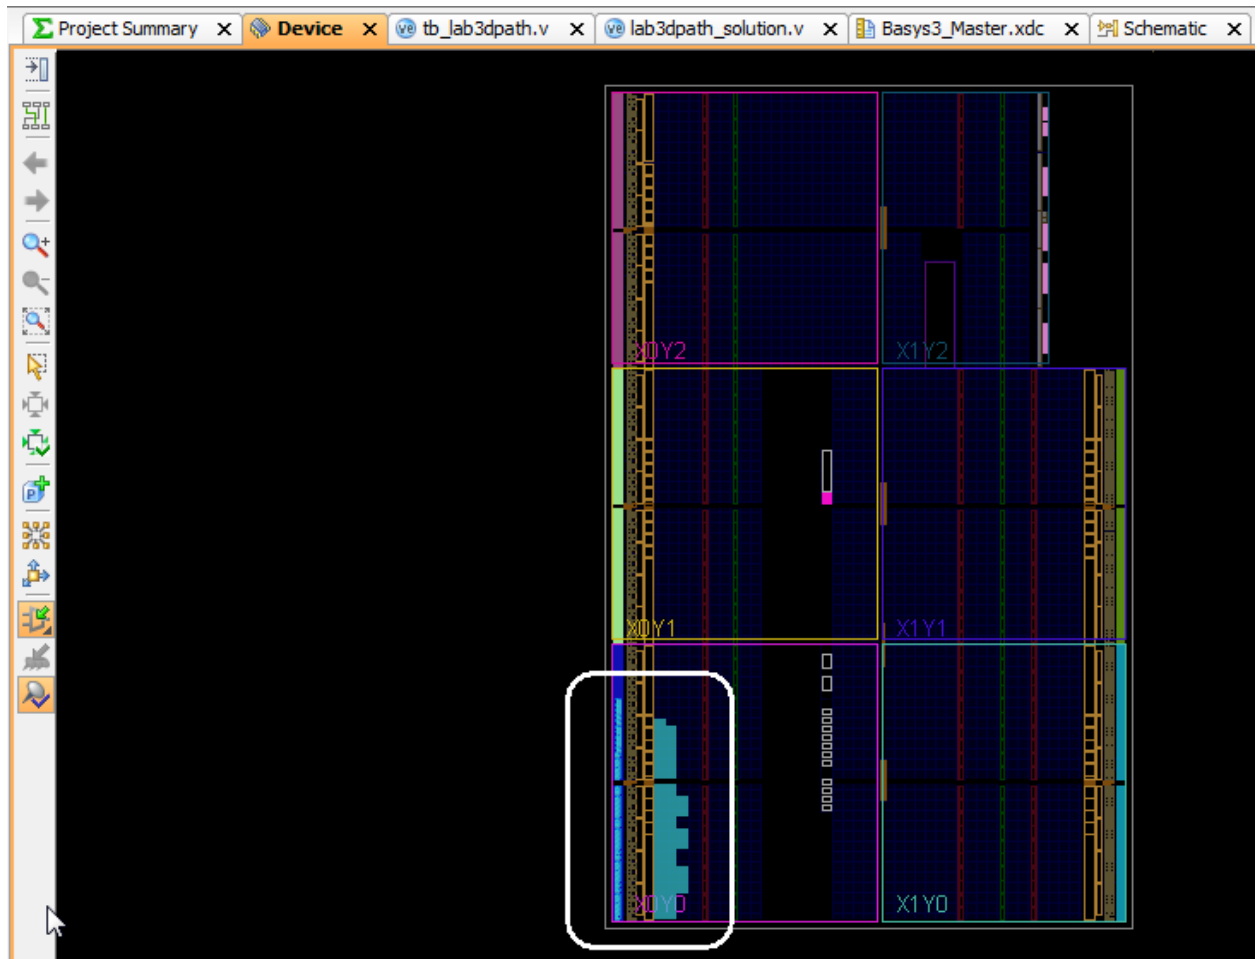 Project Summary X Device X tb_lab3dpath.v X lab3dpath_solution.v X Basys3_Master.xdc X Schematic X
X0Y2 X1Y2
X0Y1 X1Y1
X0Y0 X1Y0